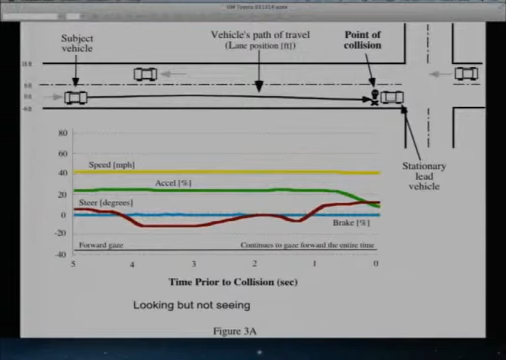 Subject
vehicle
Vehicle's path of travel
(Lane position [ft])
Point of
collision
Stationary
lead
vehicle
80
60
40
20
0
-20
-40
Speed [mph]
Accel [%]
Steer [degrees]
Brake [%]
Forward gaze
Continues to gaze forward the entire time
5
4
3
2
1
0
Time Prior to Collision (sec)
Looking but not seeing
Figure 3A